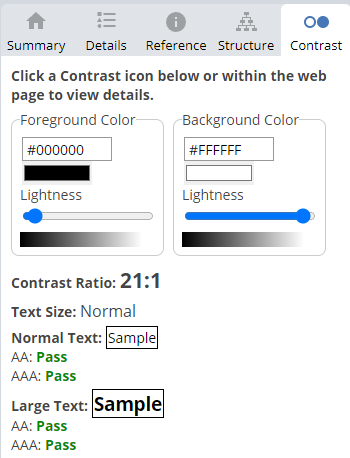 Summary Details Reference Structure Contrast
Click a Contrast icon below or within the web
page to view details.
Foreground Color
#000000
Lightness
Background Color
#FFFFFF
Lightness
Contrast Ratio: 21:1
Text Size: Normal
Normal Text: Sample
AA: Pass
AAA: Pass
Large Text: Sample
AA: Pass
AAA: Pass